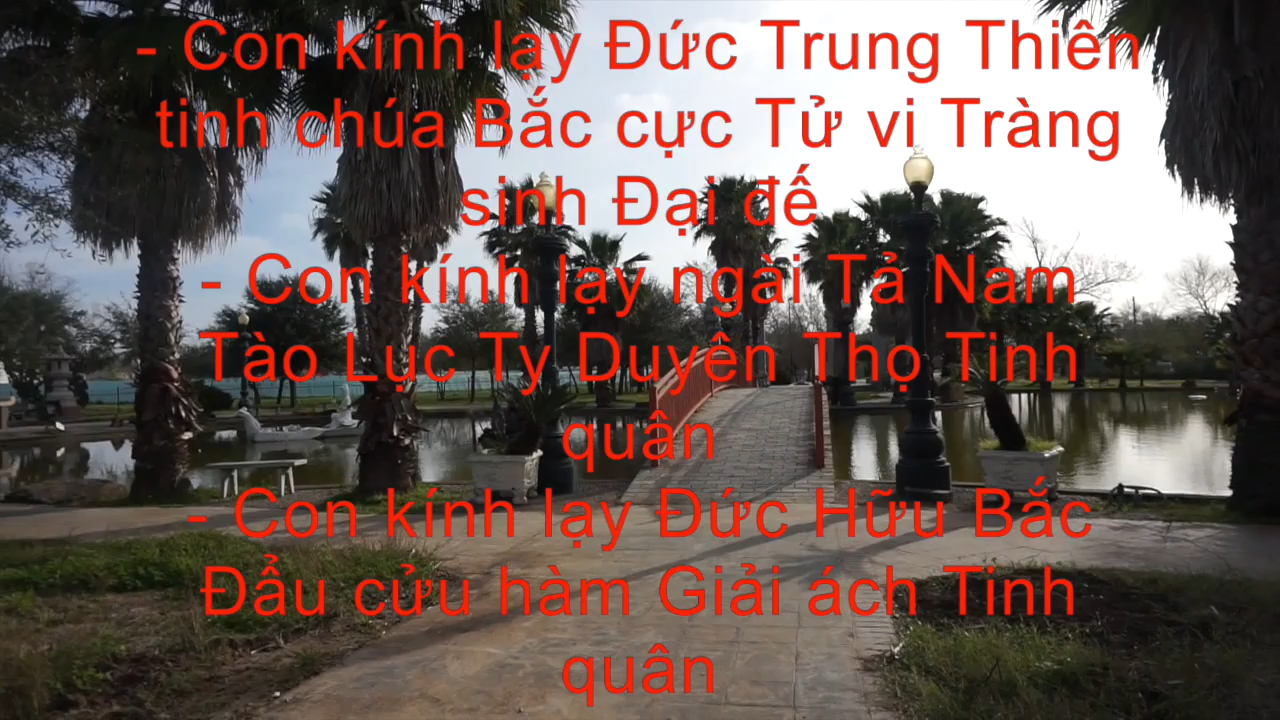 - Con kính lạy Đức Trung Thiên
tinh chúa Bắc cực Tử vi Tràng
sinh Đại đế
- Con kính lạy ngài Tả Nam
Tào Lục Ty Duyên Thọ Tinh
quân
- Con kính lạy Đức Hữu Bắc
Đẩu cửu hàm Giải ách Tinh
quân